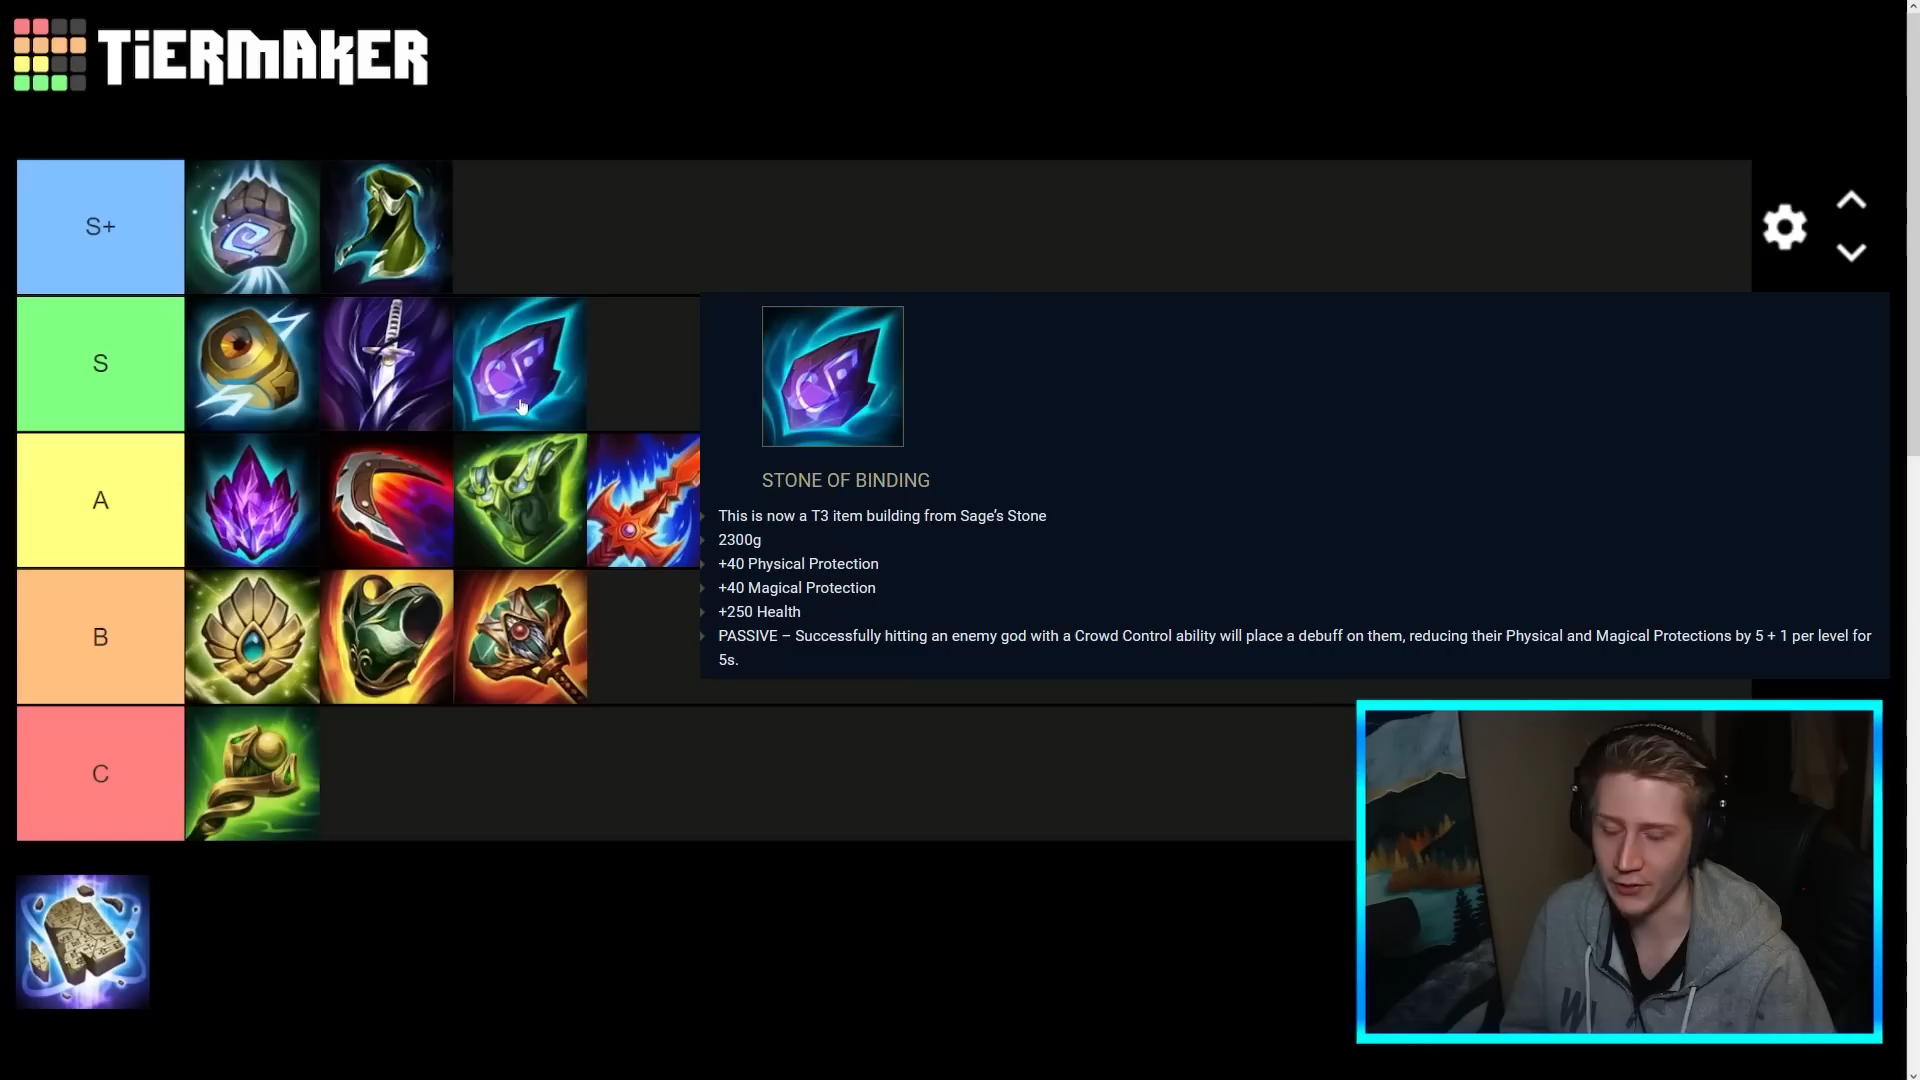 TiERMAKER
S+
S
A
B
C
STONE OF BINDING
This is now a T3 item building from Sage's Stone
2300g
+40 Physical Protection
+40 Magical Protection
+250 Health
PASSIVE – Successfully hitting an enemy god with a Crowd Control ability will place a debuff on them, reducing their Physical and Magical Protections by 5 + 1 per level for
5s.